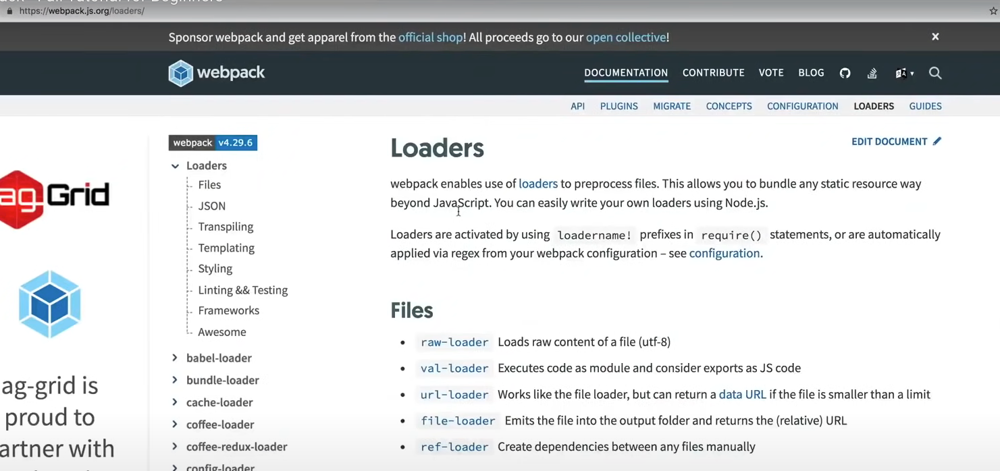 Full Tutorial for Beginners
https://webpack.js.org/loaders/
Sponsor webpack and get apparel from the official shop! All proceeds go to our open collective!
webpack
DOCUMENTATION CONTRIBUTE VOTE BLOG
API PLUGINS MIGRATE CONCEPTS CONFIGURATION LOADERS GUIDES
ag Grid
ag-grid is
proud to
partner with
webpack v4.29.6
Loaders
Files
JSON
Transpiling
Templating
Styling
Linting && Testing
Frameworks
Awesome
babel-loader
bundle-loader
cache-loader
coffee-loader
coffee-redux-loader
config-loader
Loaders
EDIT DOCUMENT
webpack enables use of loaders to preprocess files. This allows you to bundle any static resource way
beyond JavaScript. You can easily write your own loaders using Node.js.
Loaders are activated by using loadername! prefixes in require() statements, or are automatically
applied via regex from your webpack configuration – see configuration.
Files
• raw-loader Loads raw content of a file (utf-8)
• val-loader Executes code as module and consider exports as JS code
• url-loader Works like the file loader, but can return a data URL if the file is smaller than a limit
• file-loader Emits the file into the output folder and returns the (relative) URL
• ref-loader Create dependencies between any files manually